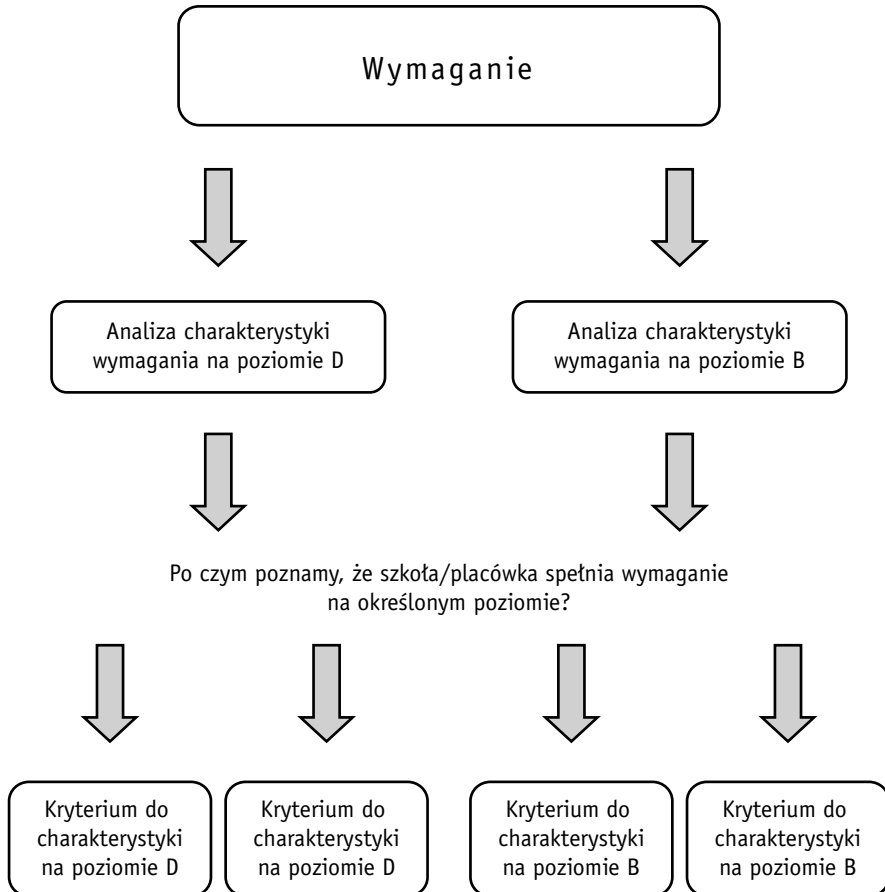 Wymaganie
Analiza charakterystyki
wymagania na poziomie D
Analiza charakterystyki
wymagania na poziomie B
Po czym poznamy, że szkoła/placówka spełnia wymaganie
na określonym poziomie?
Kryterium do
charakterystyki
na poziomie D
Kryterium do
charakterystyki
na poziomie D
Kryterium do
charakterystyki
na poziomie B
Kryterium do
charakterystyki
na poziomie B